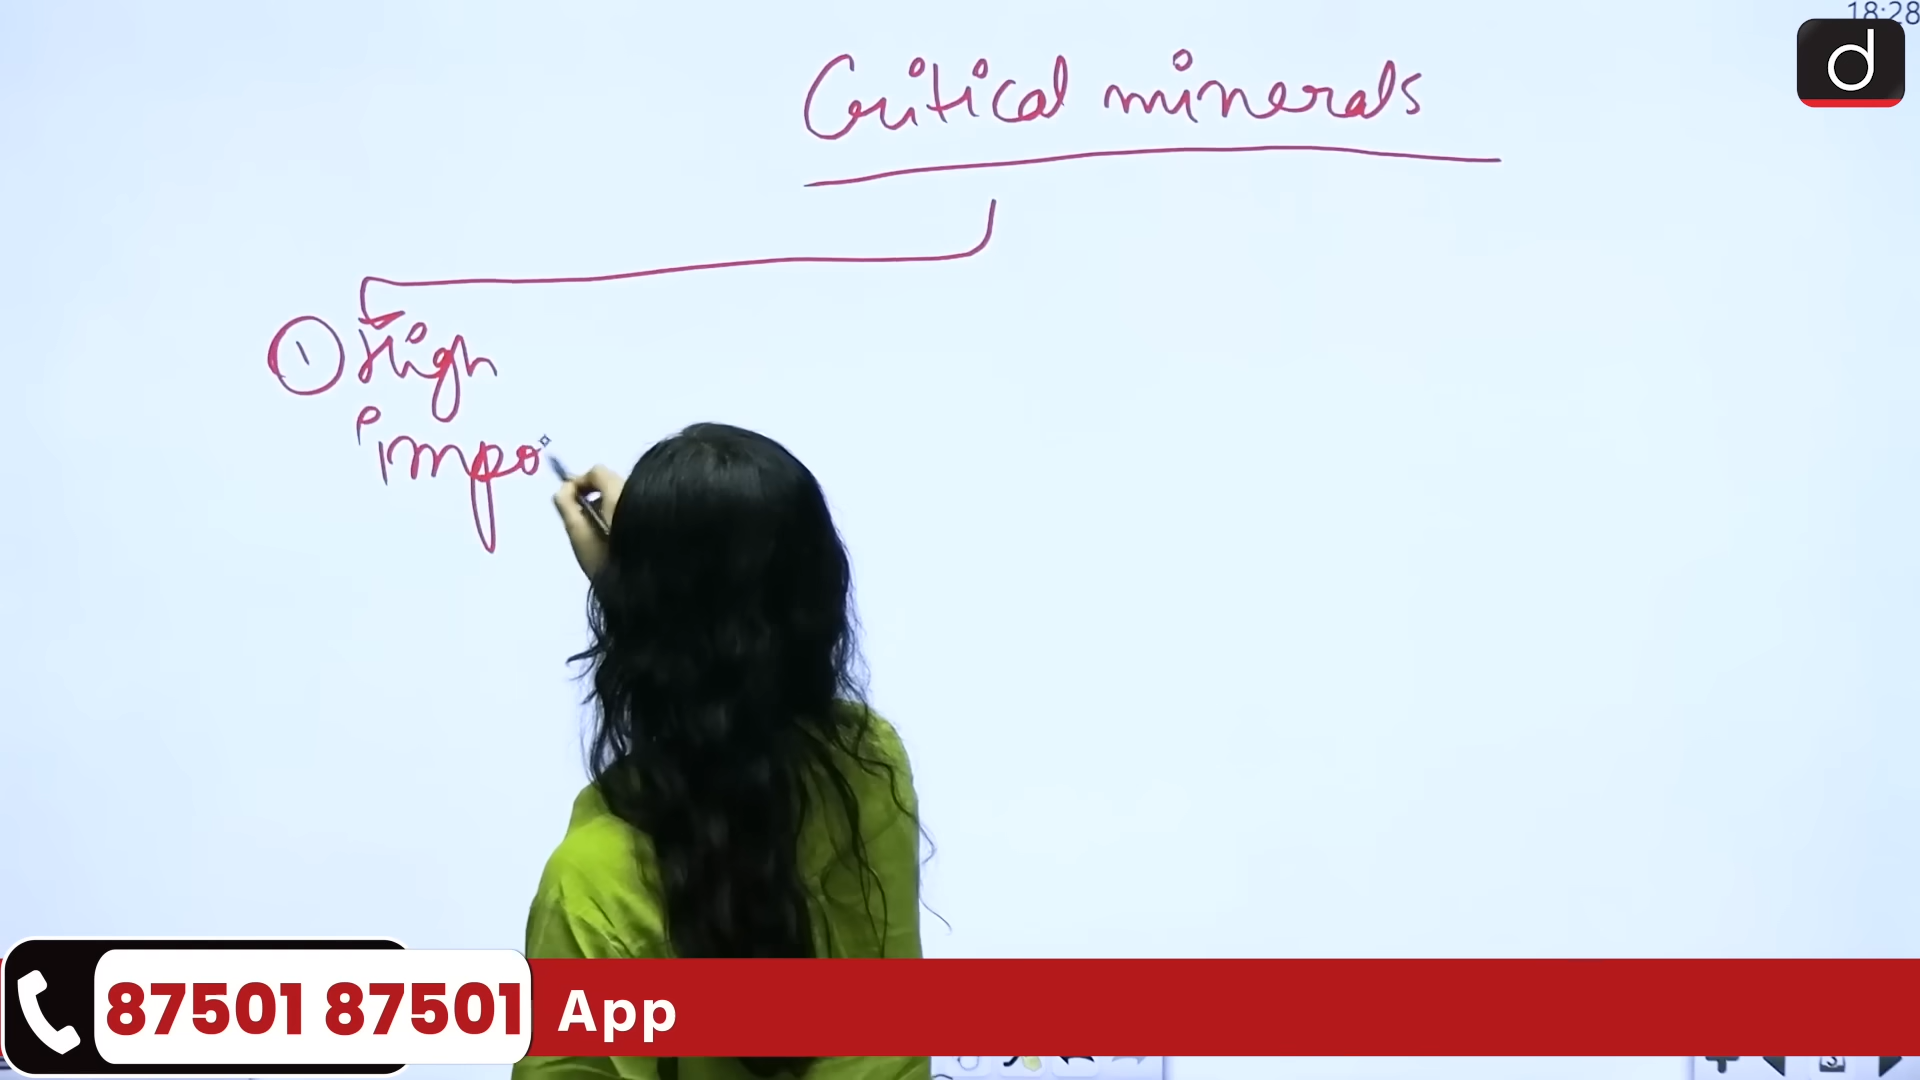 18:28
d
Critical minerals
① High
impo
87501 87501 App